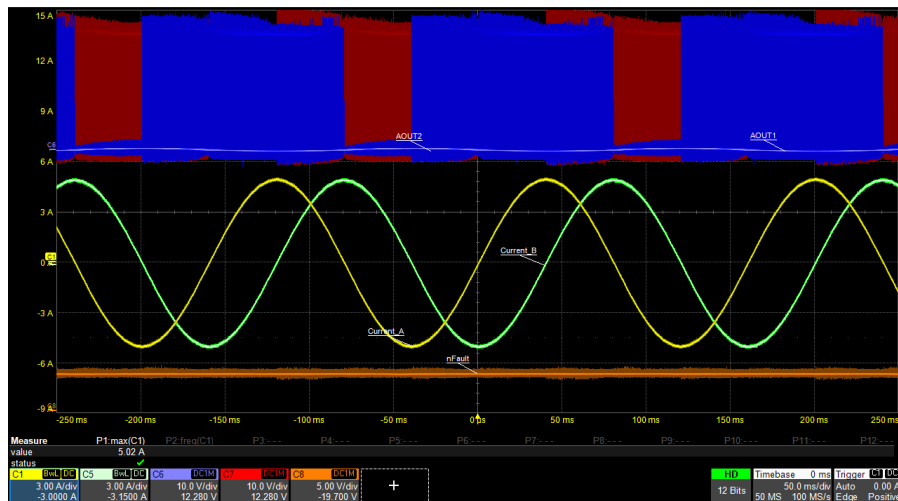 15 A
12 A
9 A
C6
AOUT2
AOUT1
6 A
3 A
C1
0 A
Current_B
-3 A
Current_A
-6 A
nFault
-9 A
-250 ms -200 ms -150 ms -100 ms -50 ms 0 ms 50 ms 100 ms 150 ms 200 ms 250 ms
Measure P1:max(C1) P2:freq(C1) P3:- - - P4:- - - P5:- - - P6:- - - P7:- - - P8:- - - P9:- - - P10:- - - P11:- - - P12:- - -
value 5.02 A
status
C1 BwL DC C5 BwL DC C6 DC1M C7 DC1M C8 DC1M HD Timebase 0 ms Trigger C1 DC
3.00 A/div 3.00 A/div 10.0 V/div 10.0 V/div 5.00 V/div + 50.0 ms/div Auto 0.00 A
-3.0000 A -3.1500 A 12.280 V 12.280 V -19.700 V 12 Bits 50 MS 100 MS/s Edge Positive